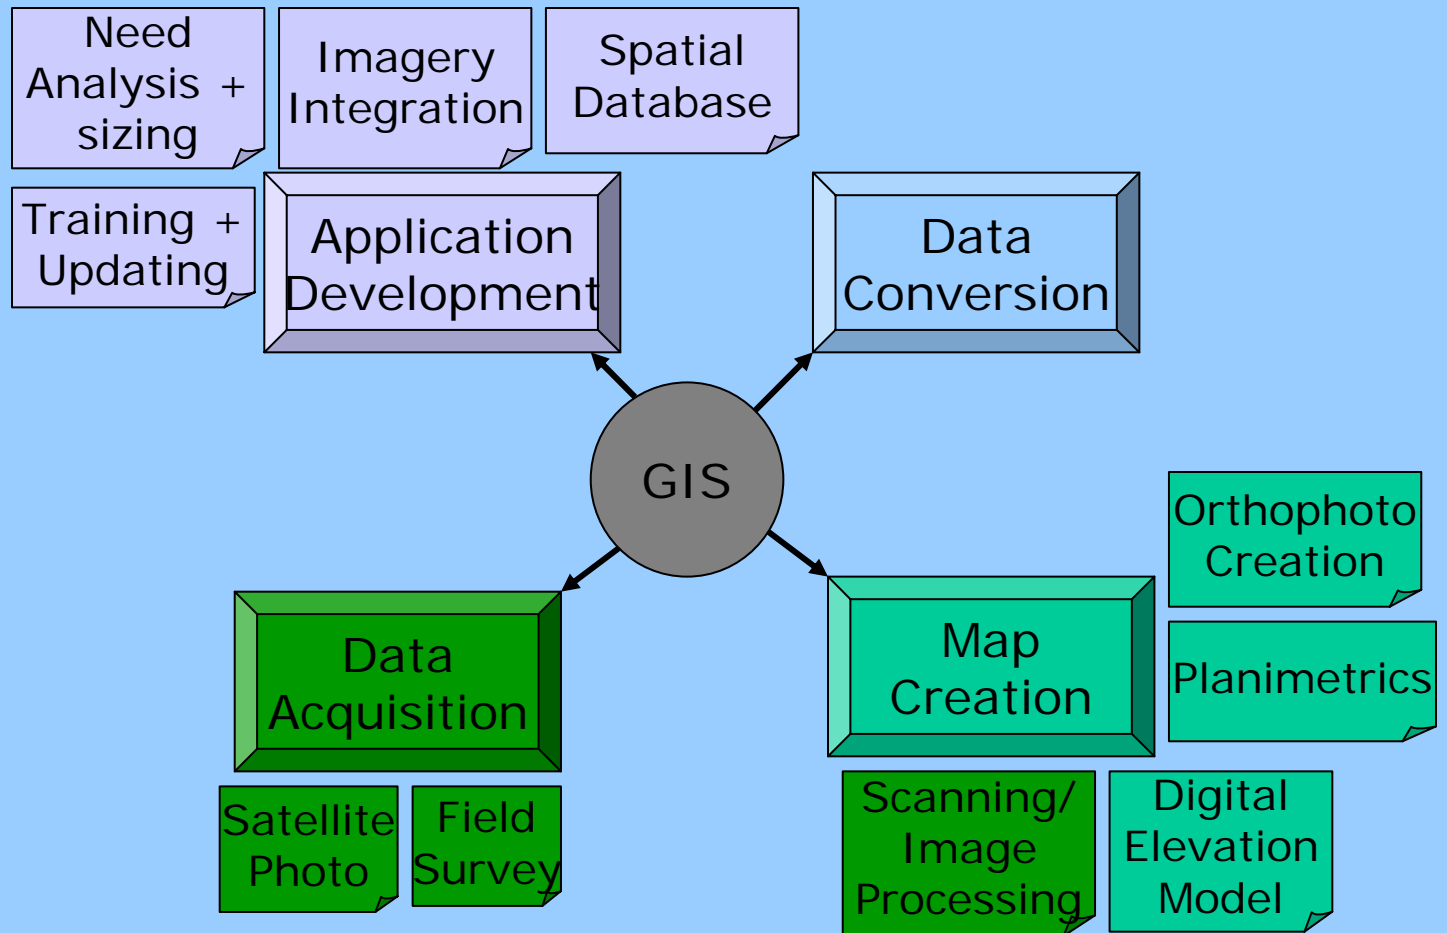 Need
Analysis +
sizing
Imagery
Integration
Spatial
Database
Training +
Updating
Application
Development
Data
Conversion
GIS
Data
Acquisition
Satellite
Photo
Field
Survey
Map
Creation
Orthophoto
Creation
Planimetrics
Scanning/
Image
Processing
Digital
Elevation
Model